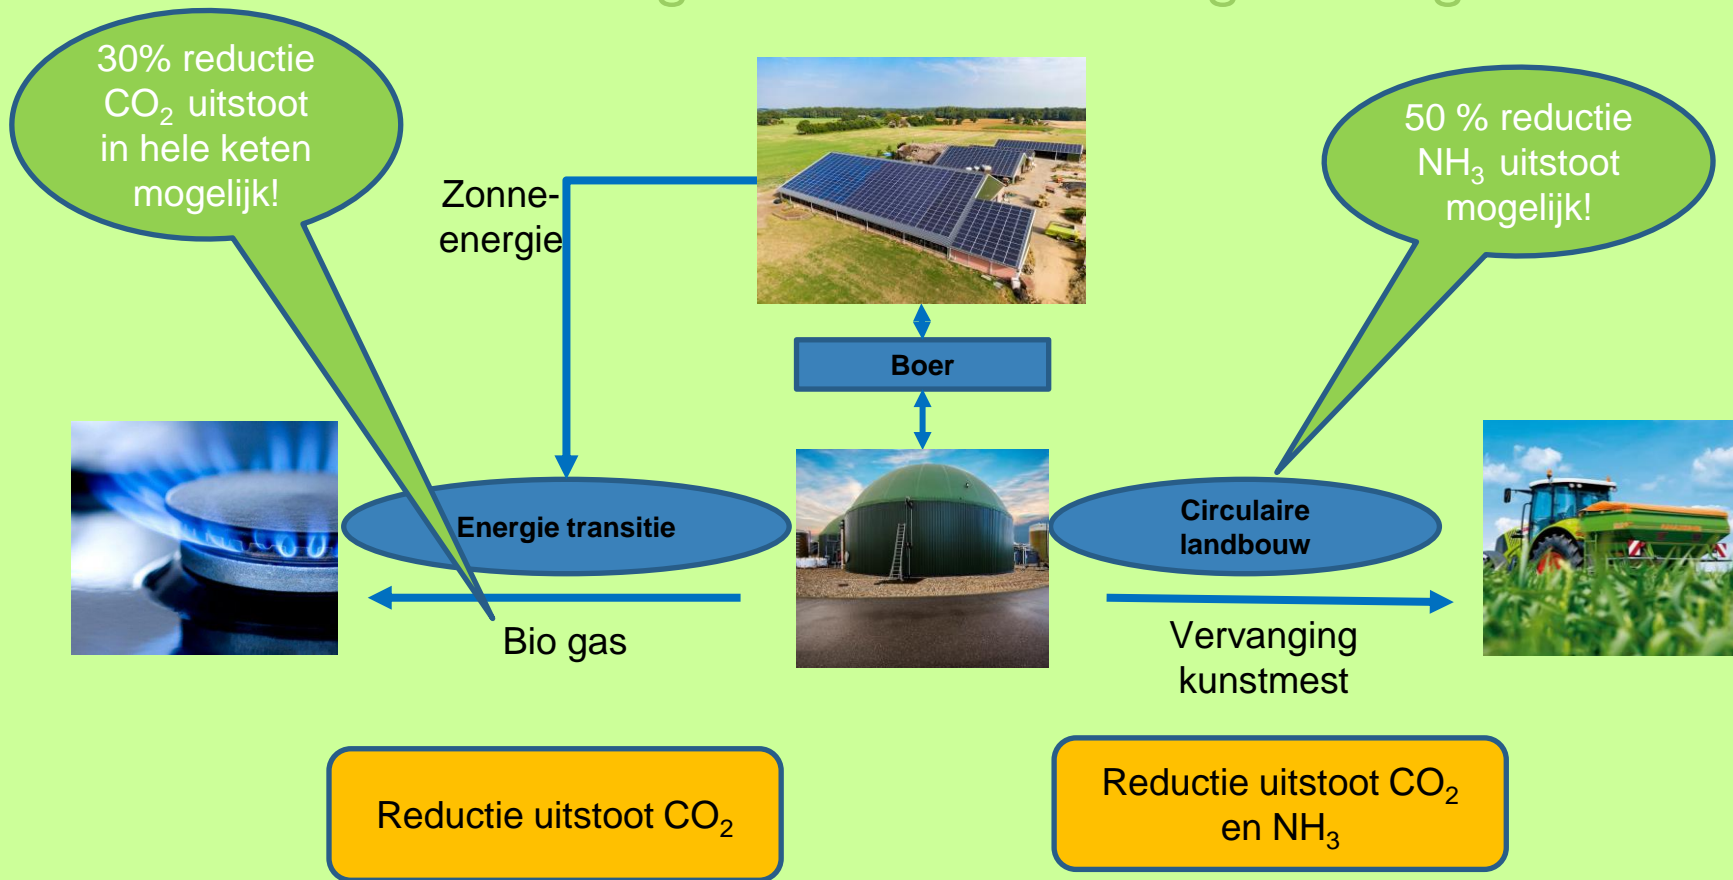 30% reductie
CO₂ uitstoot
in hele keten
mogelijk!
50 % reductie
NH₃ uitstoot
mogelijk!
Zonne-
energie
Boer
Energie transitie
Circulaire
landbouw
Bio gas
Vervanging
kunstmest
Reductie uitstoot CO₂
Reductie uitstoot CO₂
en NH₃